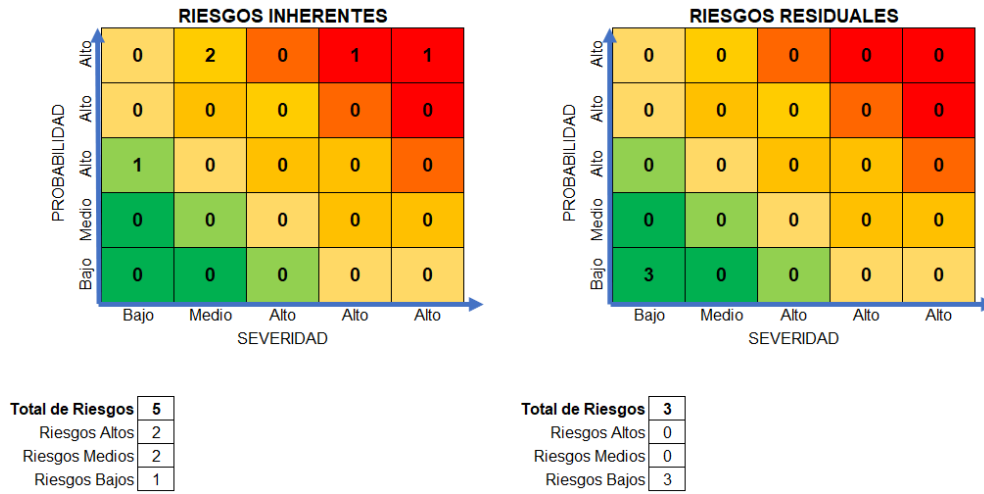 RIESGOS INHERENTES
PROBABILIDAD
Alto 0 2 0 1 1
Alto 0 0 0 0 0
Alto 1 0 0 0 0
Medio 0 0 0 0 0
Bajo 0 0 0 0 0
Bajo Medio Alto Alto Alto
SEVERIDAD
Total de Riesgos 5
Riesgos Altos 2
Riesgos Medios 2
Riesgos Bajos 1
RIESGOS RESIDUALES
PROBABILIDAD
Alto 0 0 0 0 0
Alto 0 0 0 0 0
Alto 0 0 0 0 0
Medio 0 0 0 0 0
Bajo 3 0 0 0 0
Bajo Medio Alto Alto Alto
SEVERIDAD
Total de Riesgos 3
Riesgos Altos 0
Riesgos Medios 0
Riesgos Bajos 3